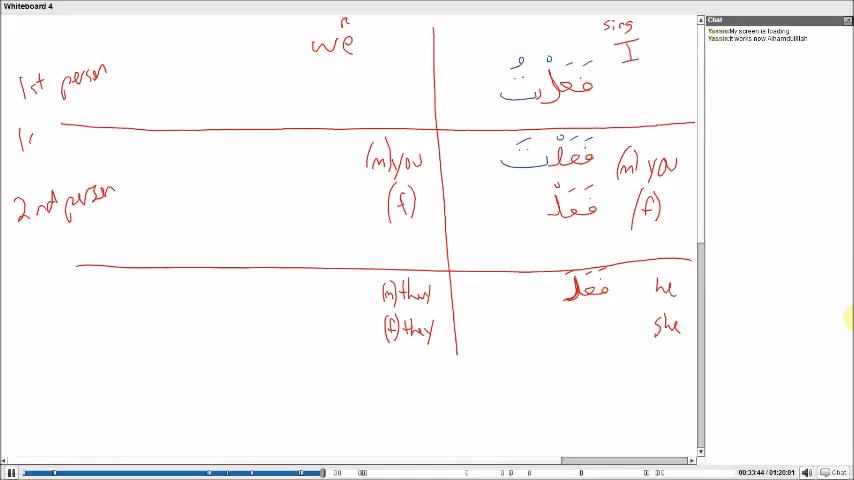 Whiteboard 4
Chat
Yassin:My screen is loading
Yassin:It works now Alhamdulillah
sing
we I
1st person فَعَلْتُ
(m) you فَعَلْتَ (m) you
2nd person (f) فَعَلْ (f)
(m) they فَعَلَ he
(f) they she
00:33:44 / 01:20:01
Chat